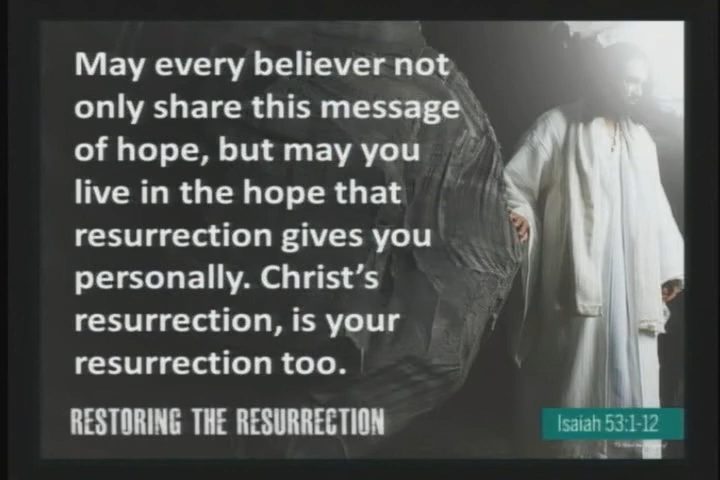 May every believer not
only share this message
of hope, but may you
live in the hope that
resurrection gives you
personally. Christ's
resurrection, is your
resurrection too.
RESTORING THE RESURRECTION
Isaiah 53:1-12